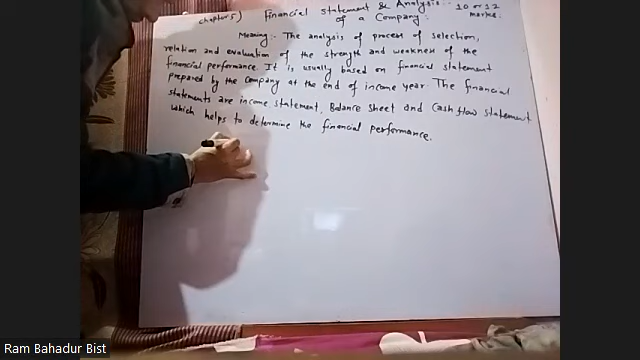 chapter 5) Financial Statement & Analysis :- 10 or 12
of a Company: marks.
Meaning:- The analysis of process of selection,
relation and evaluation of the strength and weakness of the
financial performance. It is usually based on financial statement
prepared by the Company at the end of income year. The financial
statements are income statement, Balance sheet and Cash flow statement
which helps to determine the financial performance.
Ram Bahadur Bist